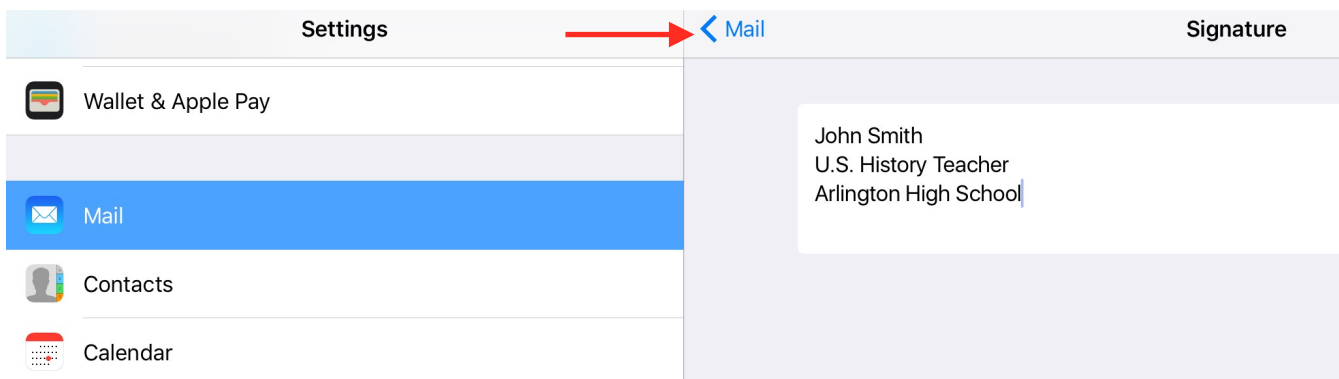 Settings
Wallet & Apple Pay
Mail
Contacts
Calendar
Mail
Signature
John Smith
U.S. History Teacher
Arlington High School